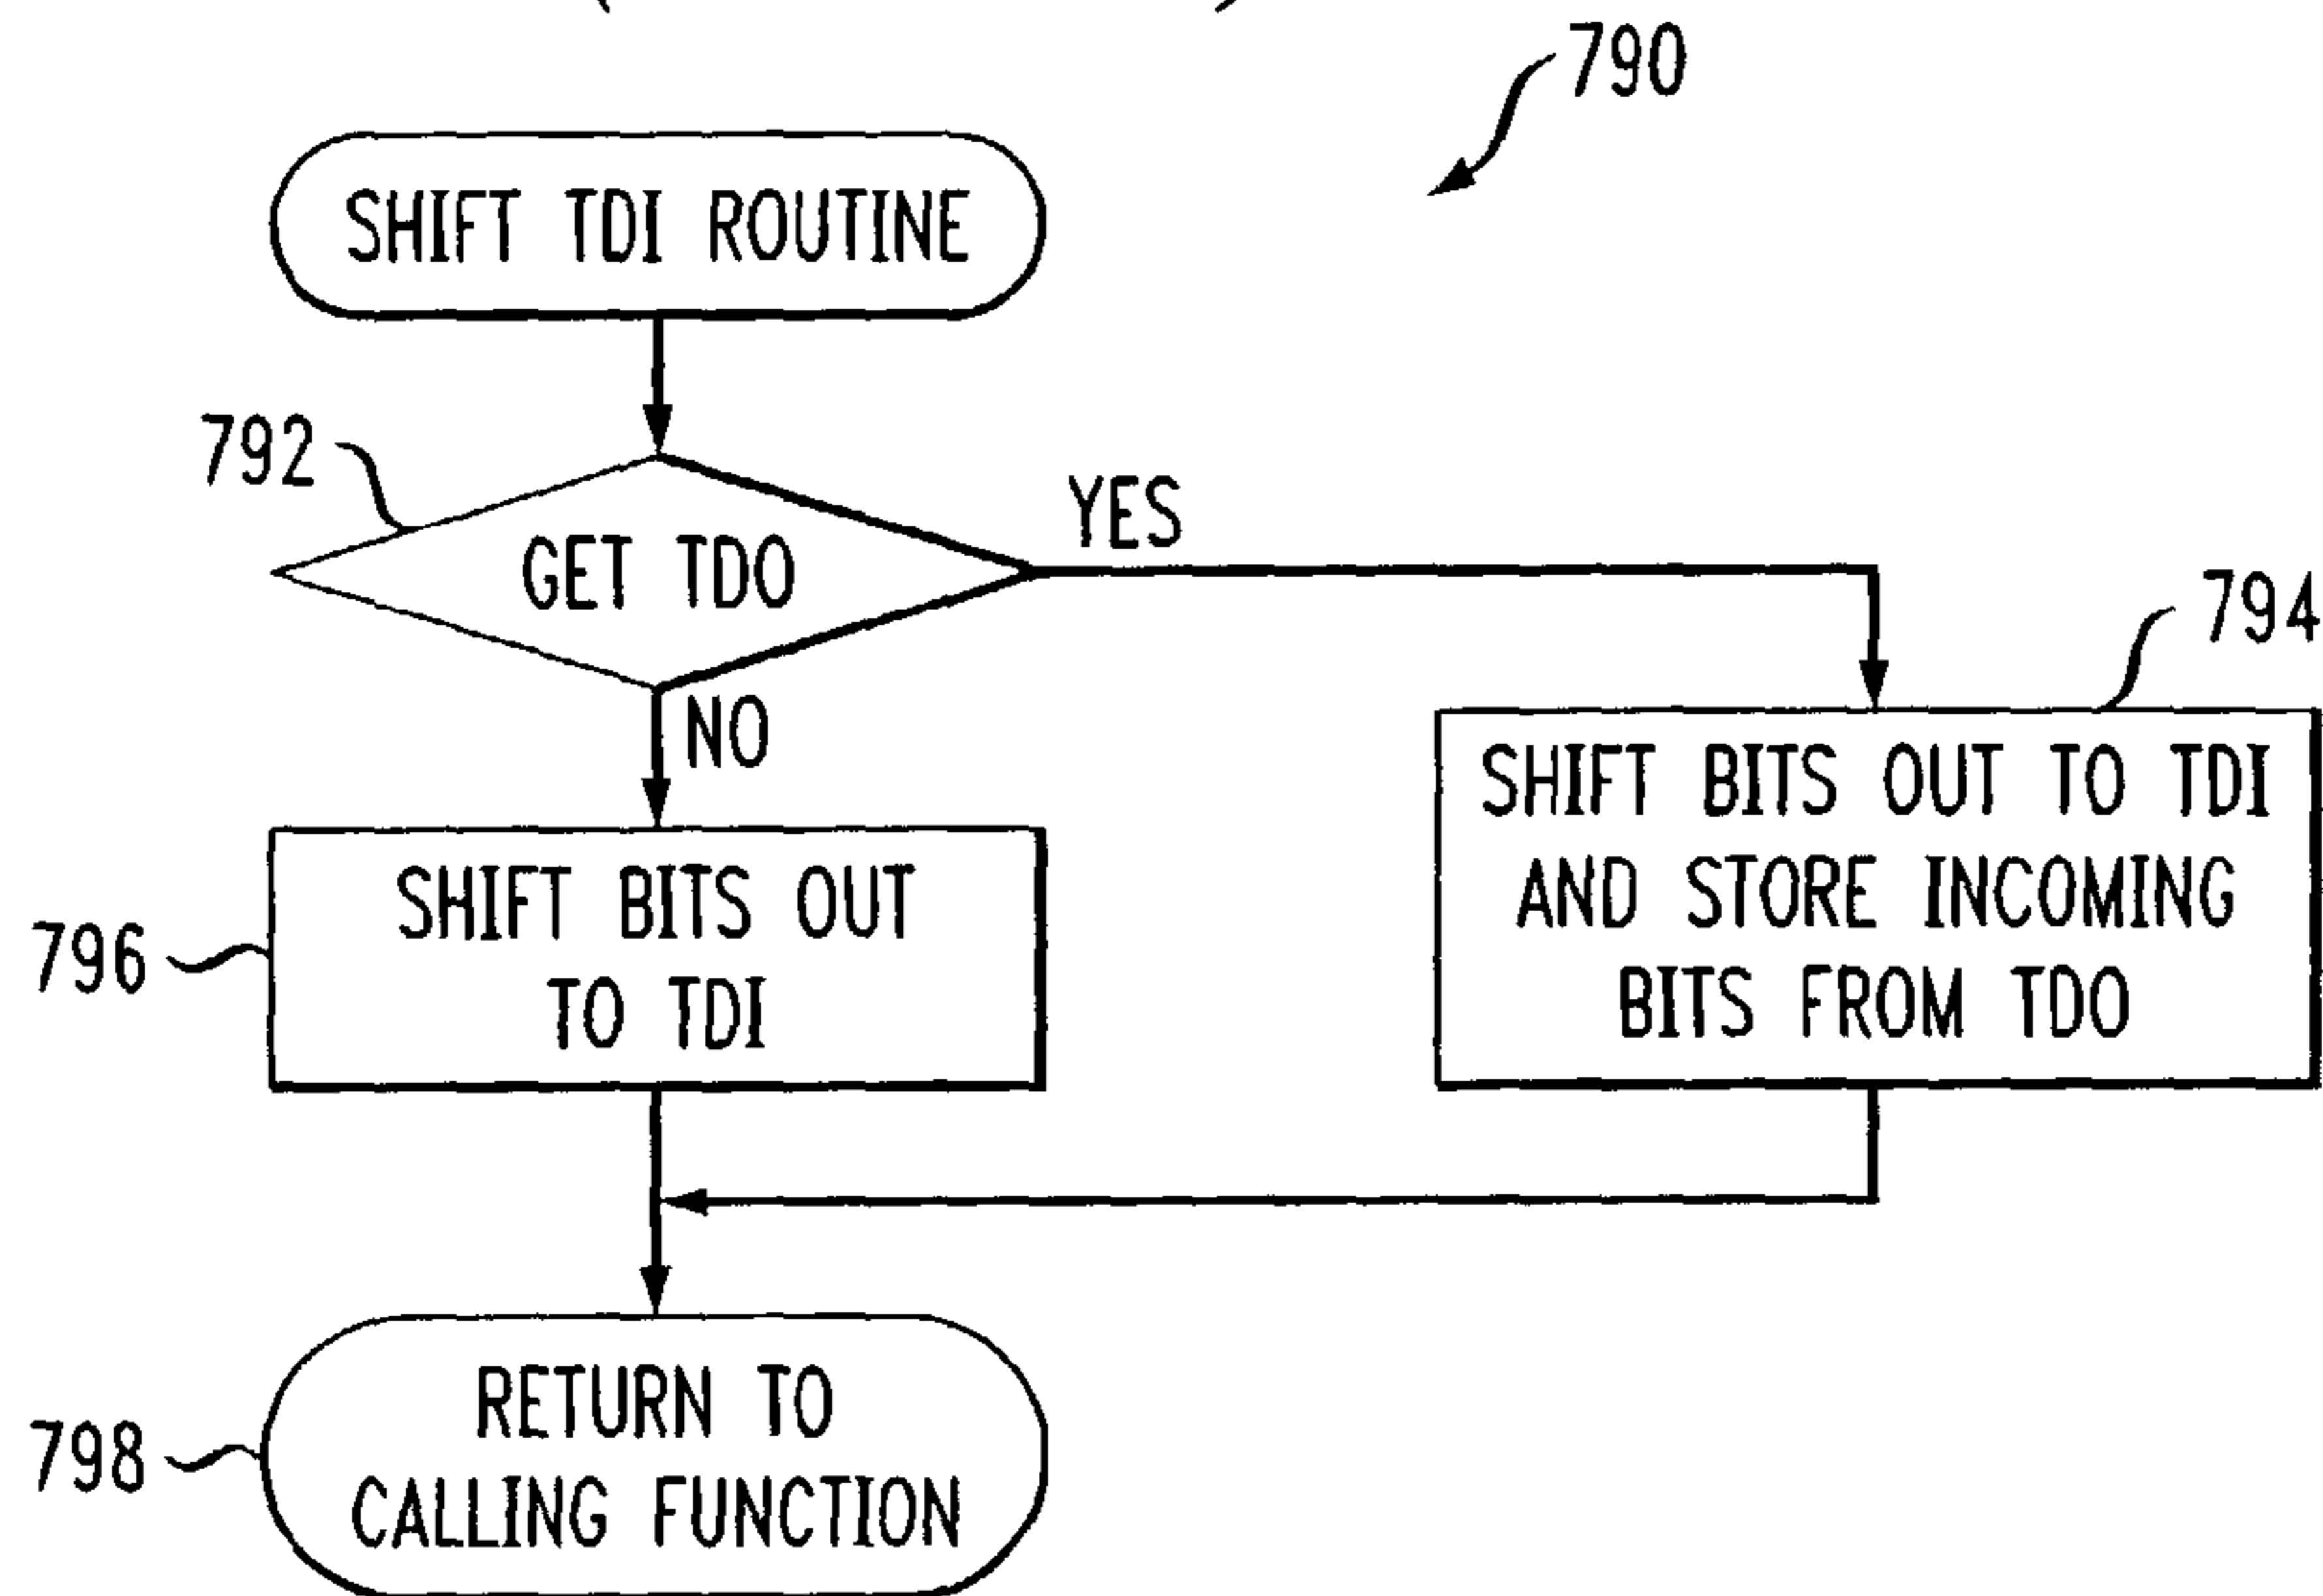 790
SHIFT TDI ROUTINE
792
GET TDO
YES
NO
794
SHIFT BITS OUT TO TDI
AND STORE INCOMING
BITS FROM TDO
796
SHIFT BITS OUT
TO TDI
798
RETURN TO
CALLING FUNCTION